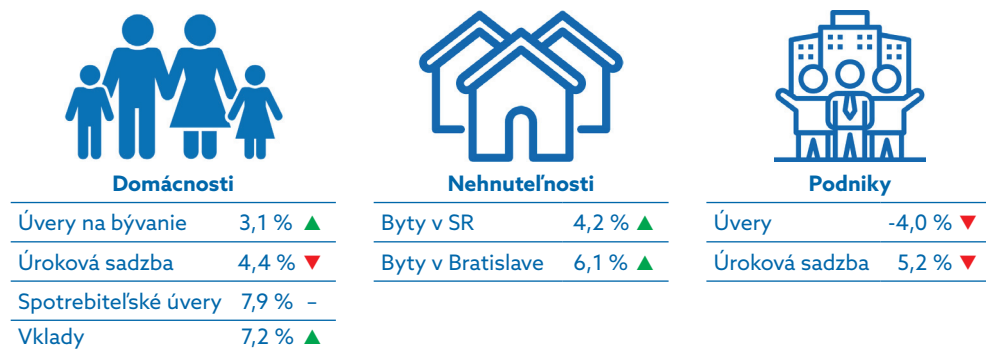 Domácnosti
Úvery na bývanie 3,1 % ▲
Úroková sadzba 4,4 % ▼
Spotrebiteľské úvery 7,9 % –
Vklady 7,2 % ▲
Nehnuteľnosti
Byty v SR 4,2 % ▲
Byty v Bratislave 6,1 % ▲
Podniky
Úvery -4,0 % ▼
Úroková sadzba 5,2 % ▼